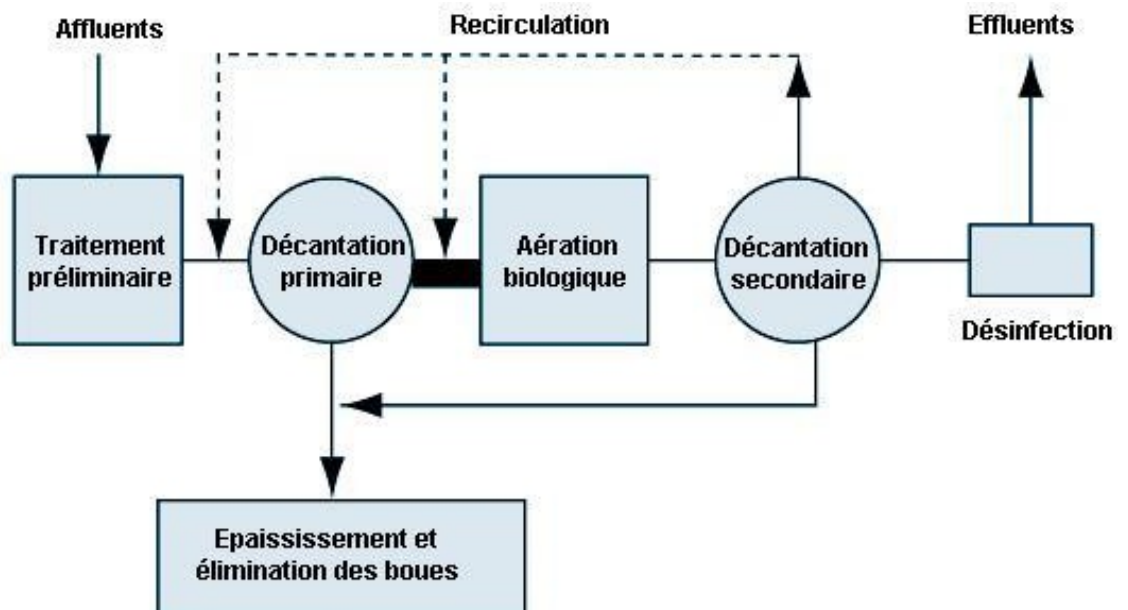 Affluents
Recirculation
Effluents
Traitement
préliminaire
Décantation
primaire
Aération
biologique
Décantation
secondaire
Désinfection
Epaississement et
élimination des boues